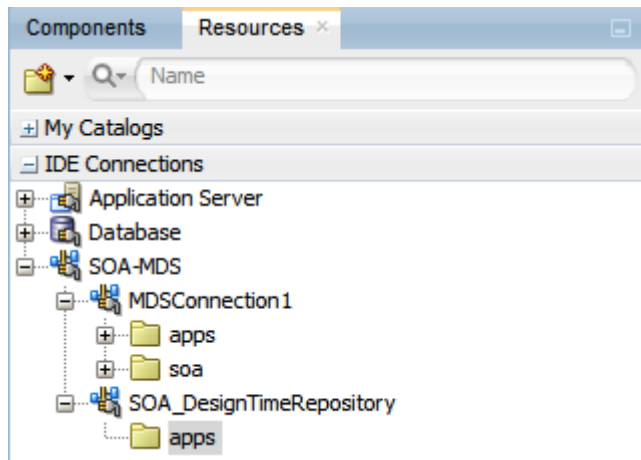 Components Resources
Name
My Catalogs
IDE Connections
Application Server
Database
SOA-MDS
MDSConnection1
apps
soa
SOA_DesignTimeRepository
apps